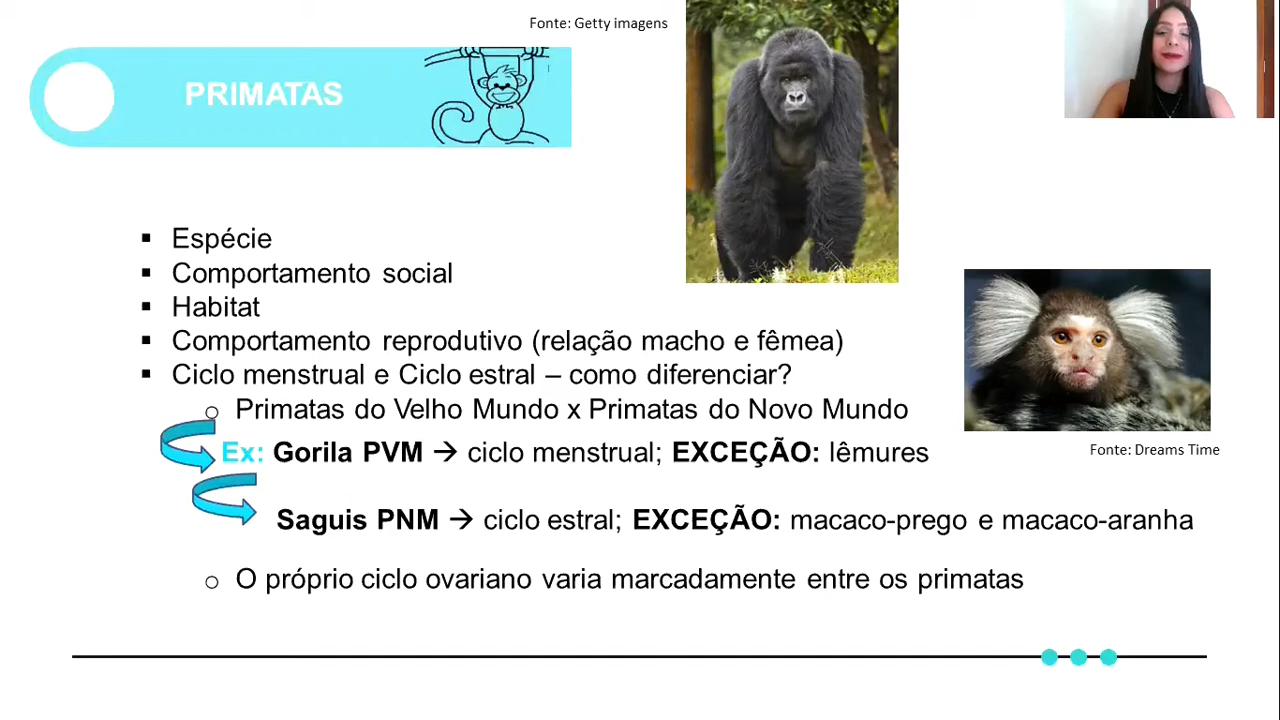 Fonte: Getty imagens
PRIMATAS
▪ Espécie
▪ Comportamento social
▪ Habitat
▪ Comportamento reprodutivo (relação macho e fêmea)
▪ Ciclo menstrual e Ciclo estral – como diferenciar?
o Primatas do Velho Mundo x Primatas do Novo Mundo
Ex: Gorila PVM → ciclo menstrual; EXCEÇÃO: lêmures
Fonte: Dreams Time
Saguis PNM → ciclo estral; EXCEÇÃO: macaco-prego e macaco-aranha
o O próprio ciclo ovariano varia marcadamente entre os primatas